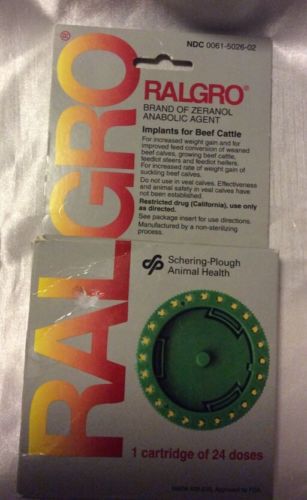 NDC 0061-5026-02
RALGRO®
RALGRO®
BRAND OF ZERANOL
ANABOLIC AGENT
Implants for Beef Cattle
For increased weight gain and for
improved feed conversion of weaned
beef calves, growing beef cattle,
feedlot steers and feedlot heifers.
For increased rate of weight gain of
suckling beef calves.
Do not use in veal calves. Effectiveness
and animal safety in veal calves have
not been established.
Restricted drug (California), use only
as directed.
See package insert for use directions.
Manufactured by a non-sterilizing
process.
Schering-Plough
Animal Health
1 cartridge of 24 doses
Approved by FDA